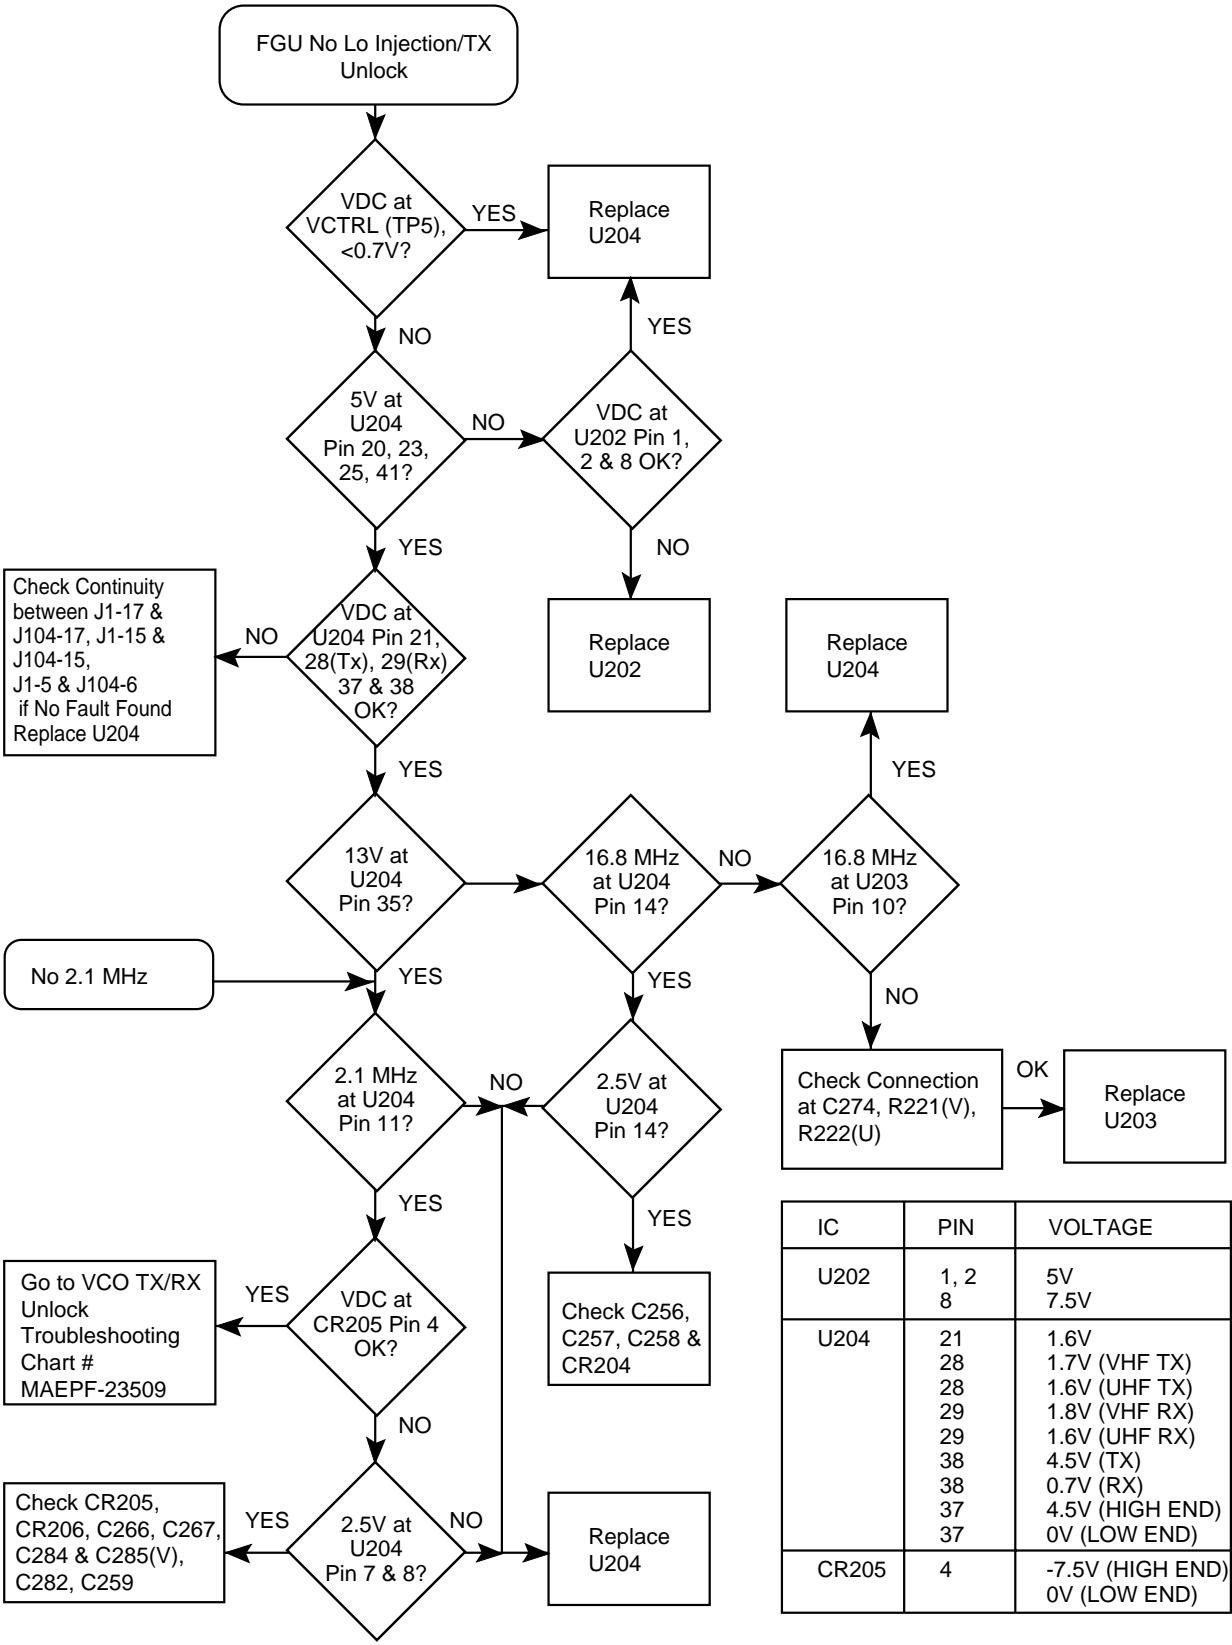 FGU No Lo Injection/TX
Unlock
VDC at
VCTRL (TP5),
<0.7V?
YES
Replace
U204
NO
YES
5V at
U204
Pin 20, 23,
25, 41?
NO
VDC at
U202 Pin 1,
2 & 8 OK?
YES
NO
Check Continuity
between J1-17 &
J104-17, J1-15 &
J104-15,
J1-5 & J104-6
if No Fault Found
Replace U204
NO
VDC at
U204 Pin 21,
28(Tx), 29(Rx)
37 & 38
OK?
Replace
U202
Replace
U204
YES
YES
13V at
U204
Pin 35?
16.8 MHz
at U204
Pin 14?
NO
16.8 MHz
at U203
Pin 10?
No 2.1 MHz
YES
YES
NO
2.1 MHz
at U204
Pin 11?
NO
2.5V at
U204
Pin 14?
Check Connection
at C274, R221(V),
R222(U)
OK
Replace
U203
YES
YES
Go to VCO TX/RX
Unlock
Troubleshooting
Chart #
MAEPF-23509
YES
VDC at
CR205 Pin 4
OK?
Check C256,
C257, C258 &
CR204
NO
Check CR205,
CR206, C266, C267,
C284 & C285(V),
C282, C259
YES
2.5V at
U204
Pin 7 & 8?
NO
Replace
U204
IC PIN VOLTAGE
U202 1, 2 5V
8 7.5V
U204 21 1.6V
28 1.7V (VHF TX)
28 1.6V (UHF TX)
29 1.8V (VHF RX)
29 1.6V (UHF RX)
38 4.5V (TX)
38 0.7V (RX)
37 4.5V (HIGH END)
37 0V (LOW END)
CR205 4 -7.5V (HIGH END)
0V (LOW END)